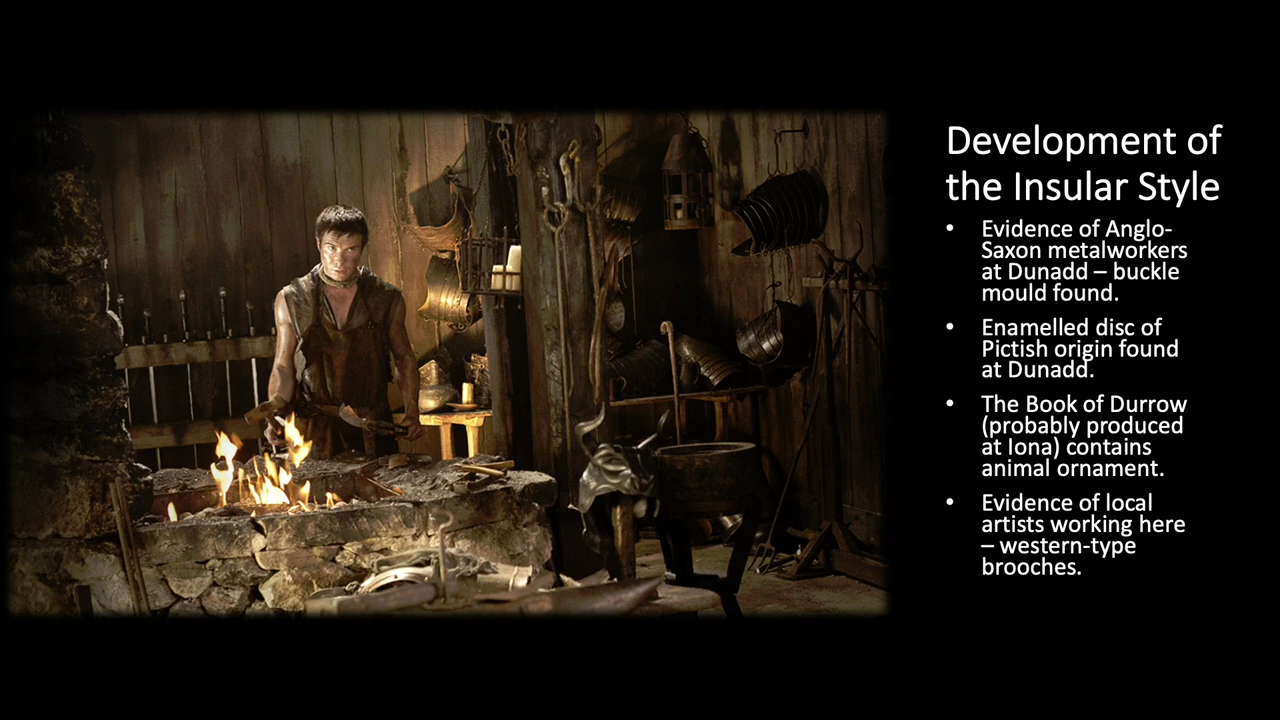 Development of
the Insular Style
• Evidence of Anglo-
Saxon metalworkers
at Dunadd – buckle
mould found.
• Enamelled disc of
Pictish origin found
at Dunadd.
• The Book of Durrow
(probably produced
at Iona) contains
animal ornament.
• Evidence of local
artists working here
– western-type
brooches.